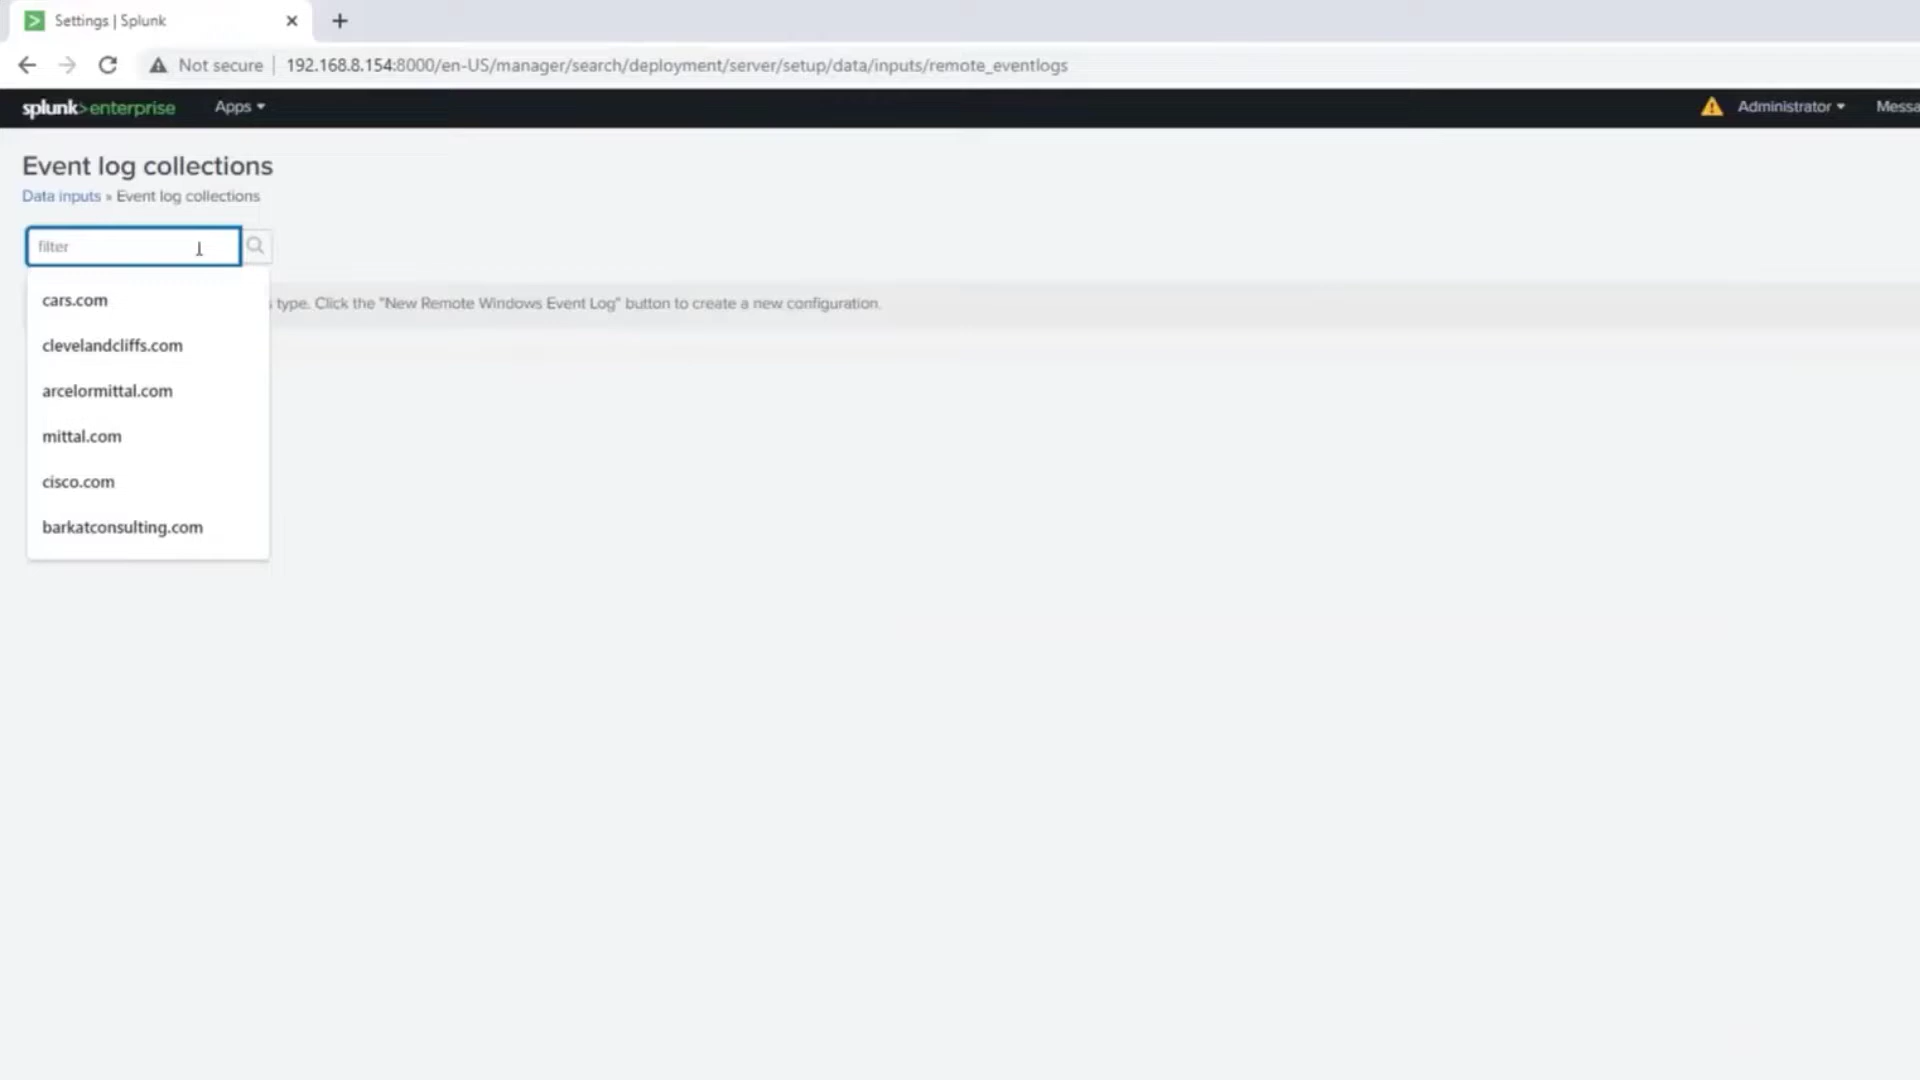 Settings | Splunk
Not secure 192.168.8.154:8000/en-US/manager/search/deployment/server/setup/data/inputs/remote_eventlogs
splunk>enterprise Apps Administrator Messa
Event log collections
Data inputs » Event log collections
filter
type. Click the "New Remote Windows Event Log" button to create a new configuration.
cars.com
clevelandcliffs.com
arcelormittal.com
mittal.com
cisco.com
barkatconsulting.com